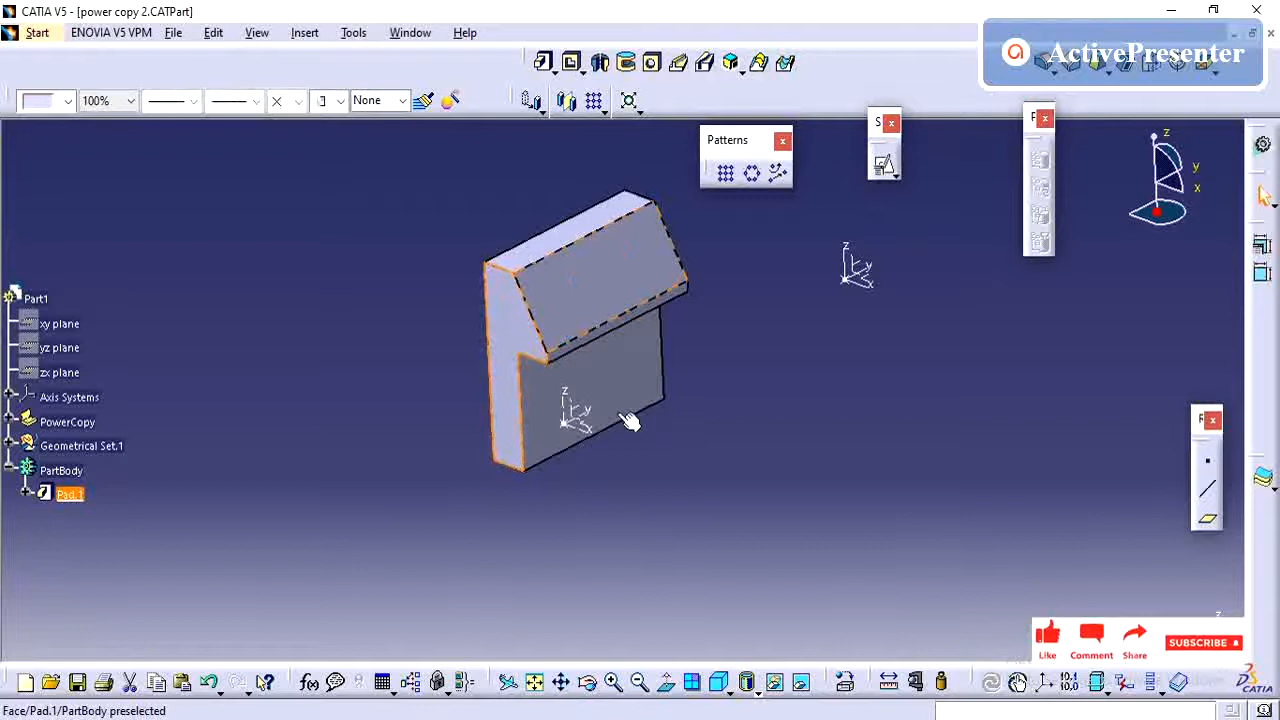 CATIA V5 - [power copy 2.CATPart]
Start ENOVIA V5 VPM File Edit View Insert Tools Window Help
ActivePresenter
100% None
Patterns
S
F
z
y
x
z
y
x
Part1
xy plane
yz plane
zx plane
Axis Systems
PowerCopy
Geometrical Set.1
PartBody
Pad.1
z
y
x
Like Comment Share SUBSCRIBE
CATIA
Face/Pad.1/PartBody preselected